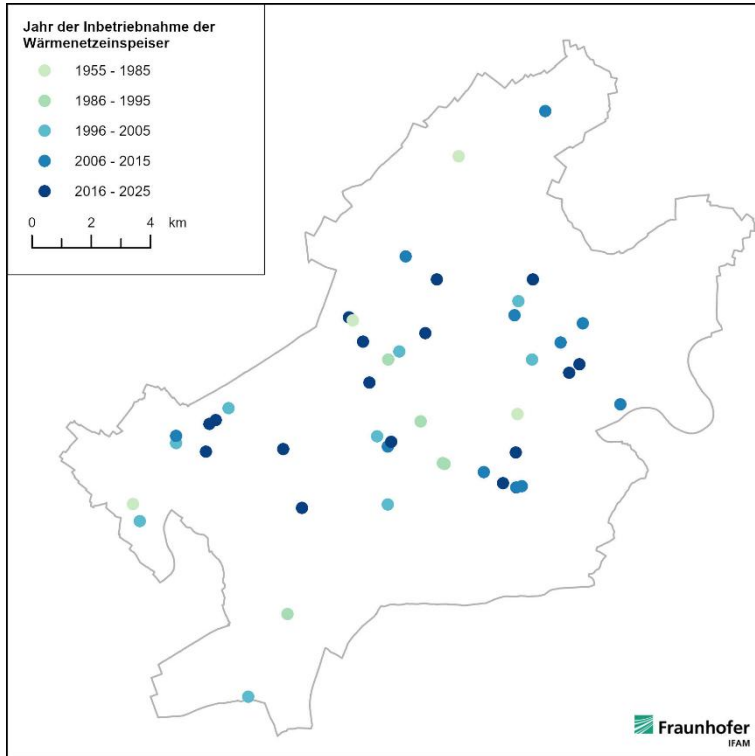 Jahr der Inbetriebnahme der
Wärmenetzeinspeiser
1955 - 1985
1986 - 1995
1996 - 2005
2006 - 2015
2016 - 2025
0 2 4 km
Fraunhofer
IFAM